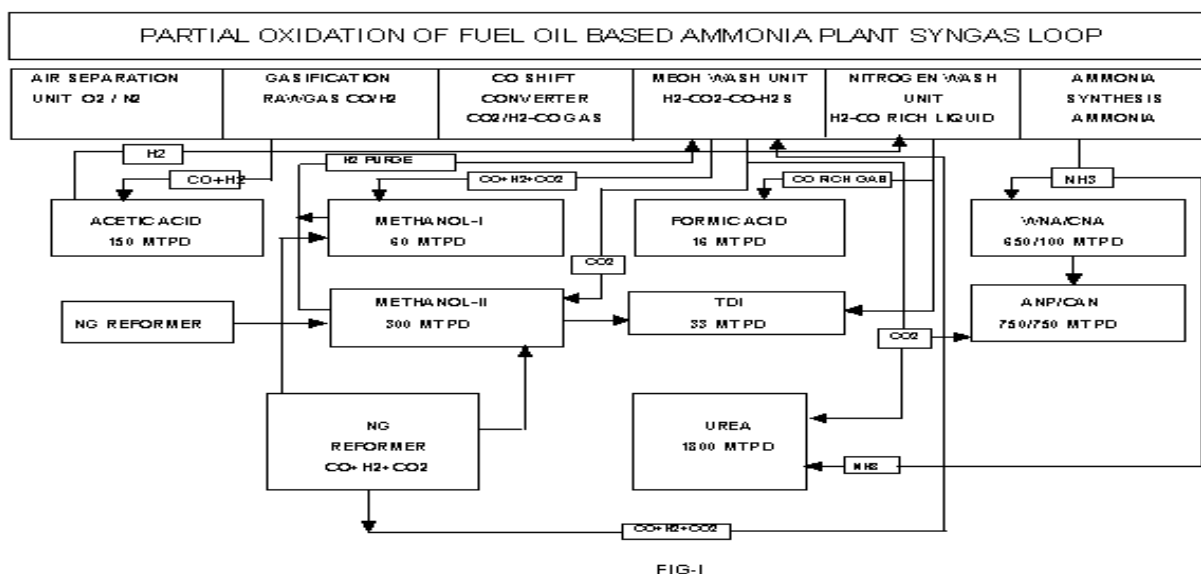 PARTIAL OXIDATION OF FUEL OIL BASED AMMONIA PLANT SYNGAS LOOP
AIR SEPARATION
UNIT O2 / N2
GASIFICATION
RAWGAS CO/H2
CO SHIFT
CONVERTER
CO2/H2-CO GAS
MEOH WASH UNIT
H2-CO2-CO-H2S
NITROGEN WASH
UNIT
H2-CO RICH LIQUID
AMMONIA
SYNTHESIS
AMMONIA
H2
H2 PURGE
CO+H2
CO+H2+CO2
CO RICH GAS
NH3
ACETIC ACID
150 MTPD
METHANOL-I
60 MTPD
FORMIC ACID
16 MTPD
WNA/CNA
650/100 MTPD
CO2
NG REFORMER
METHANOL-II
300 MTPD
TDI
33 MTPD
ANP/CAN
750/750 MTPD
CO2
NG
REFORMER
CO+H2+CO2
UREA
1800 MTPD
NH3
CO+H2+CO2
FIG-I